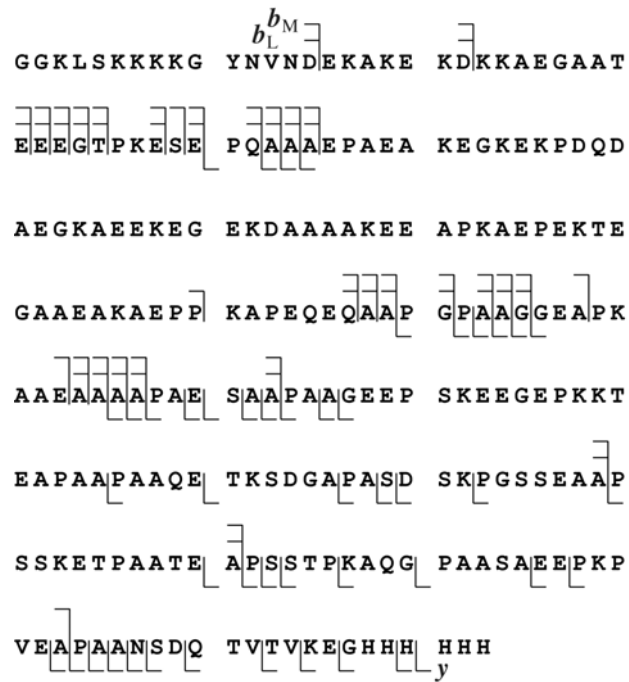 b_L b_M
GGKLSKKKKG YNVNDEKAKE KDKKAEGAAT
EEEGTPKESE PQAAAEPAEA KEGKEKPDQD
AEGKAEEKEG EKDAAAAKEE APKAEPEKTE
GAAEAKAEPP KAPEQEQAAP GPAAGGEAPK
AAEAAAAPAE SAAAPAAGEEP SKEEGEPKKT
EAPAAPAAQE TKSDGAPASD SKPGSSEAAP
SSKETPAATE APSSTPKAQG PAASAEEPKP
VEAPAANSDQ TVTVKEGHHH HHH
y